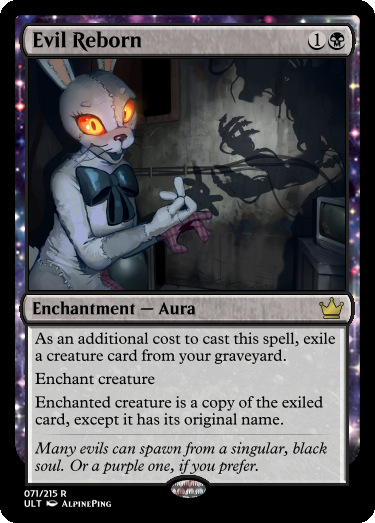 Evil Reborn 1
Enchantment — Aura
As an additional cost to cast this spell, exile
a creature card from your graveyard.
Enchant creature
Enchanted creature is a copy of the exiled
card, except it has its original name.
Many evils can spawn from a singular, black
soul. Or a purple one, if you prefer.
071/215 R
ULT AlpinePing